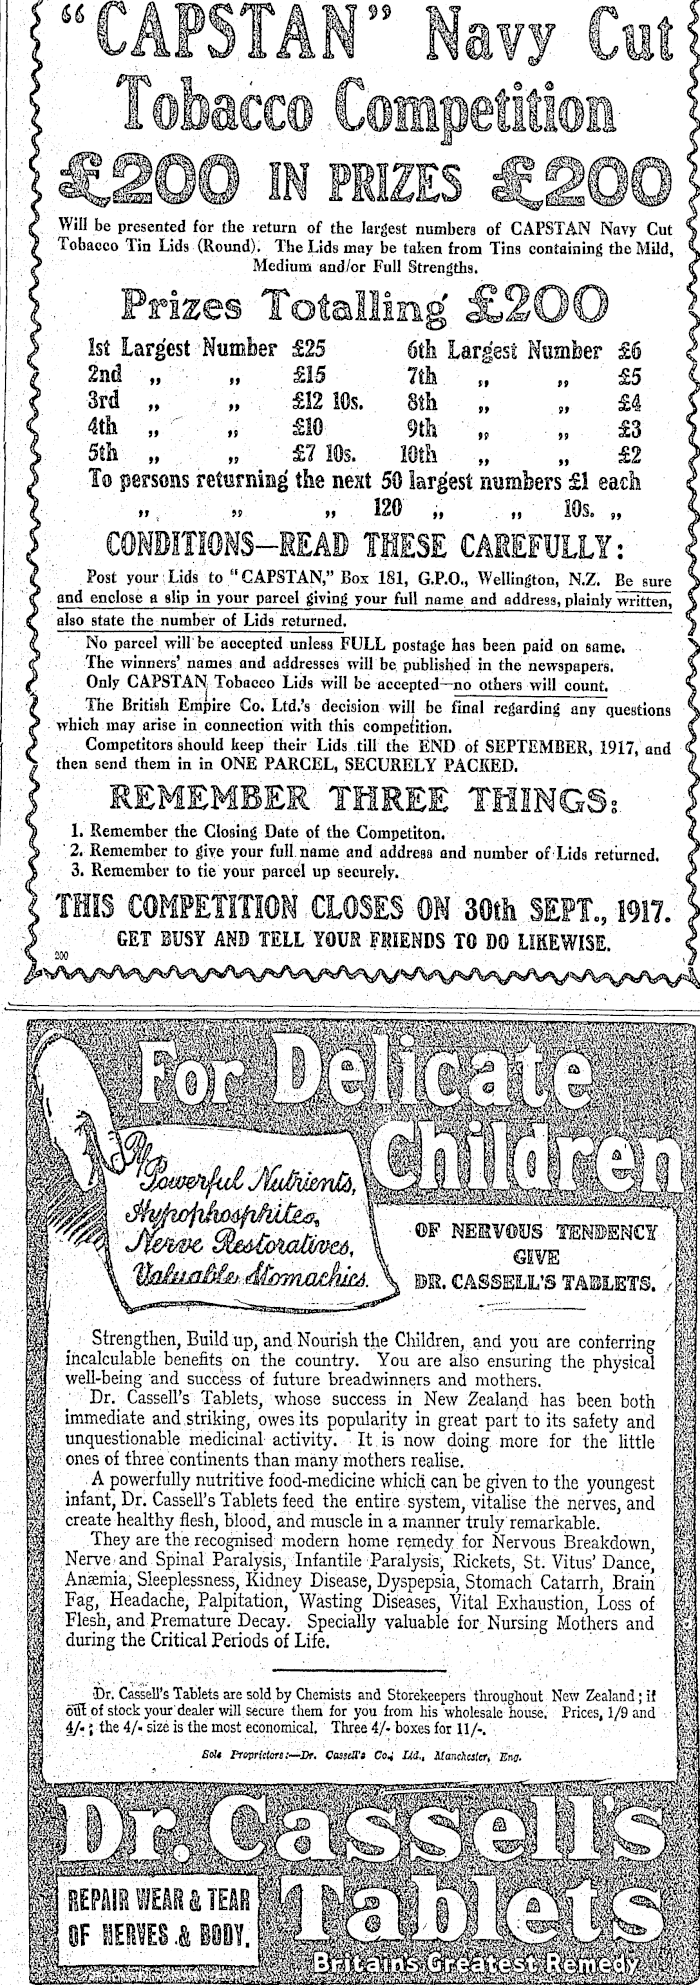 "CAPSTAN" Navy Cut
Tobacco Competition
£200 IN PRIZES £200
Will be presented for the return of the largest numbers of CAPSTAN Navy Cut
Tobacco Tin Lids (Round). The Lids may be taken from Tins containing the Mild,
Medium and/or Full Strengths.
Prizes Totalling £200
1st Largest Number £25 6th Largest Number £6
2nd „ „ £15 7th „ „ £5
3rd „ „ £12 10s. 8th „ „ £4
4th „ „ £10 9th „ „ £3
5th „ „ £7 10s. 10th „ „ £2
To persons returning the next 50 largest numbers £1 each
„ „ „ 120 „ „ 10s. „
CONDITIONS—READ THESE CAREFULLY:
Post your Lids to "CAPSTAN," Box 181, G.P.O., Wellington, N.Z. Be sure
and enclose a slip in your parcel giving your full name and address, plainly written,
also state the number of Lids returned.
No parcel will be accepted unless FULL postage has been paid on same.
The winners' names and addresses will be published in the newspapers.
Only CAPSTAN Tobacco Lids will be accepted—no others will count.
The British Empire Co. Ltd.'s decision will be final regarding any questions
which may arise in connection with this competition.
Competitors should keep their Lids till the END of SEPTEMBER, 1917, and
then send them in in ONE PARCEL, SECURELY PACKED.
REMEMBER THREE THINGS:
1. Remember the Closing Date of the Competiton.
2. Remember to give your full name and address and number of Lids returned.
3. Remember to tie your parcel up securely.
THIS COMPETITION CLOSES ON 30th SEPT., 1917.
GET BUSY AND TELL YOUR FRIENDS TO DO LIKEWISE.
200
For Delicate
Children
Powerful Nutrients,
Hypophosphites,
Nerve Restoratives,
Valuable Stomachics.
OF NERVOUS TENDENCY
GIVE
DR. CASSELL'S TABLETS.
Strengthen, Build up, and Nourish the Children, and you are conferring
incalculable benefits on the country. You are also ensuring the physical
well-being and success of future breadwinners and mothers.
Dr. Cassell's Tablets, whose success in New Zealand has been both
immediate and striking, owes its popularity in great part to its safety and
unquestionable medicinal activity. It is now doing more for the little
ones of three continents than many mothers realise.
A powerfully nutritive food-medicine which can be given to the youngest
infant, Dr. Cassell's Tablets feed the entire system, vitalise the nerves, and
create healthy flesh, blood, and muscle in a manner truly remarkable.
They are the recognised modern home remedy for Nervous Breakdown,
Nerve and Spinal Paralysis, Infantile Paralysis, Rickets, St. Vitus' Dance,
Anæmia, Sleeplessness, Kidney Disease, Dyspepsia, Stomach Catarrh, Brain
Fag, Headache, Palpitation, Wasting Diseases, Vital Exhaustion, Loss of
Flesh, and Premature Decay. Specially valuable for Nursing Mothers and
during the Critical Periods of Life.
Dr. Cassell's Tablets are sold by Chemists and Storekeepers throughout New Zealand; if
out of stock your dealer will secure them for you from his wholesale house. Prices, 1/9 and
4/-; the 4/- size is the most economical. Three 4/- boxes for 11/-.
Sole Proprietors:—Dr. Cassell's Co., Ltd., Manchester, Eng.
Dr. Cassell's
Tablets
REPAIR WEAR & TEAR
OF NERVES & BODY.
Britains Greatest Remedy